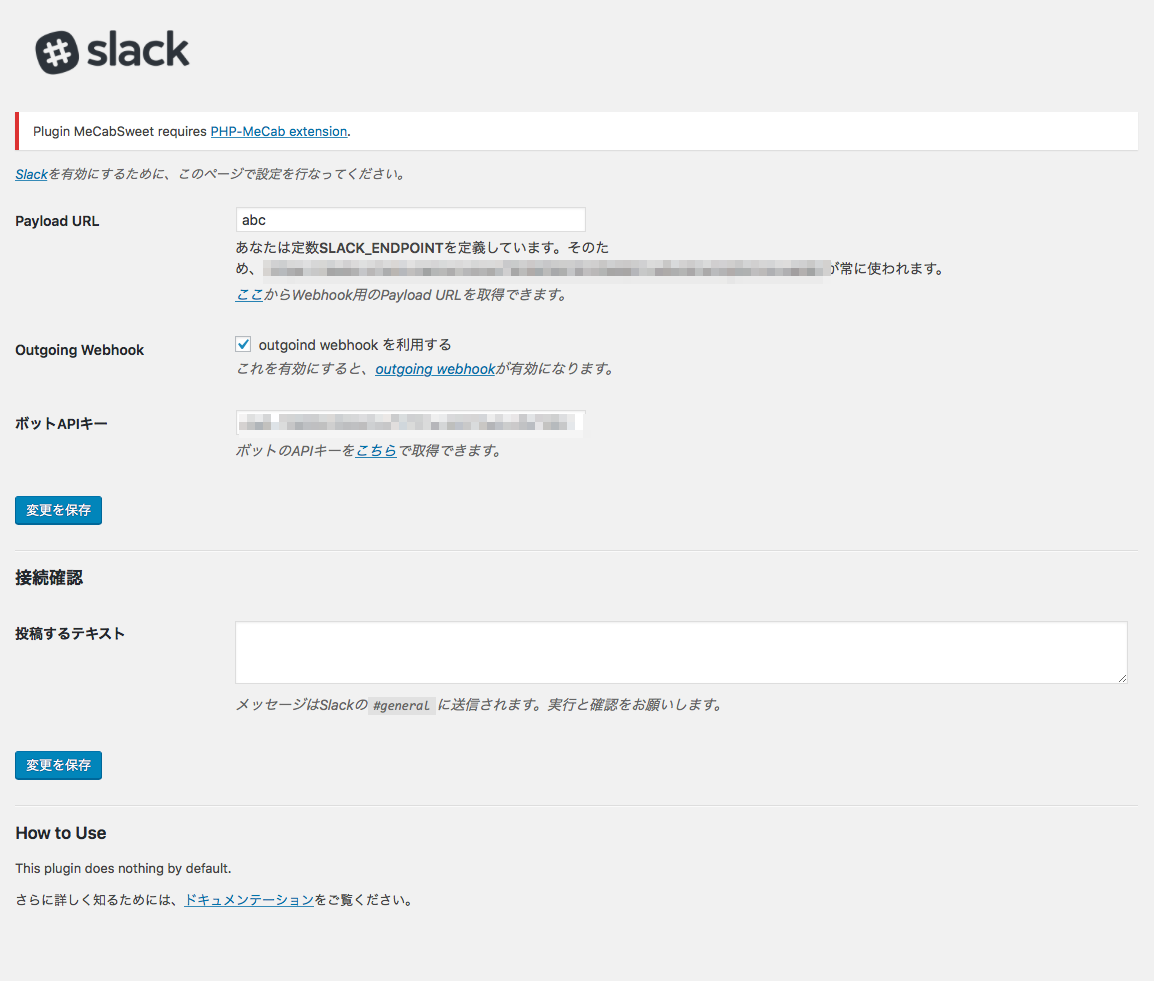 slack
Plugin MeCabSweet requires PHP-MeCab extension.
Slackを有効にするために、このページで設定を行なってください。
Payload URL
abc
あなたは定数SLACK_ENDPOINTを定義しています。そのた
め、
が常に使われます。
ここからWebhook用のPayload URLを取得できます。
Outgoing Webhook
outgoind webhook を利用する
これを有効にすると、outgoing webhookが有効になります。
ボットAPIキー
ボットのAPIキーをこちらで取得できます。
変更を保存
接続確認
投稿するテキスト
メッセージはSlackの #general に送信されます。実行と確認をお願いします。
変更を保存
How to Use
This plugin does nothing by default.
さらに詳しく知るためには、ドキュメンテーションをご覧ください。